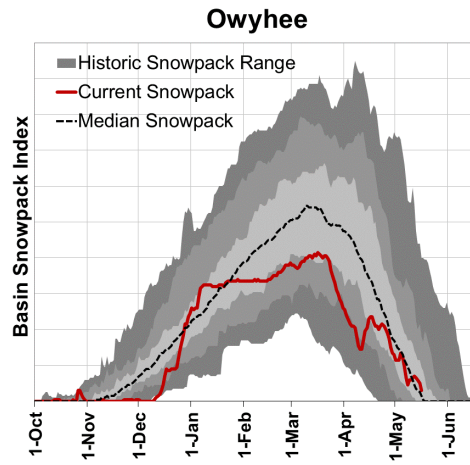 Owyhee
Historic Snowpack Range
Current Snowpack
Median Snowpack
Basin Snowpack Index
1-Oct
1-Nov
1-Dec
1-Jan
1-Feb
1-Mar
1-Apr
1-May
1-Jun